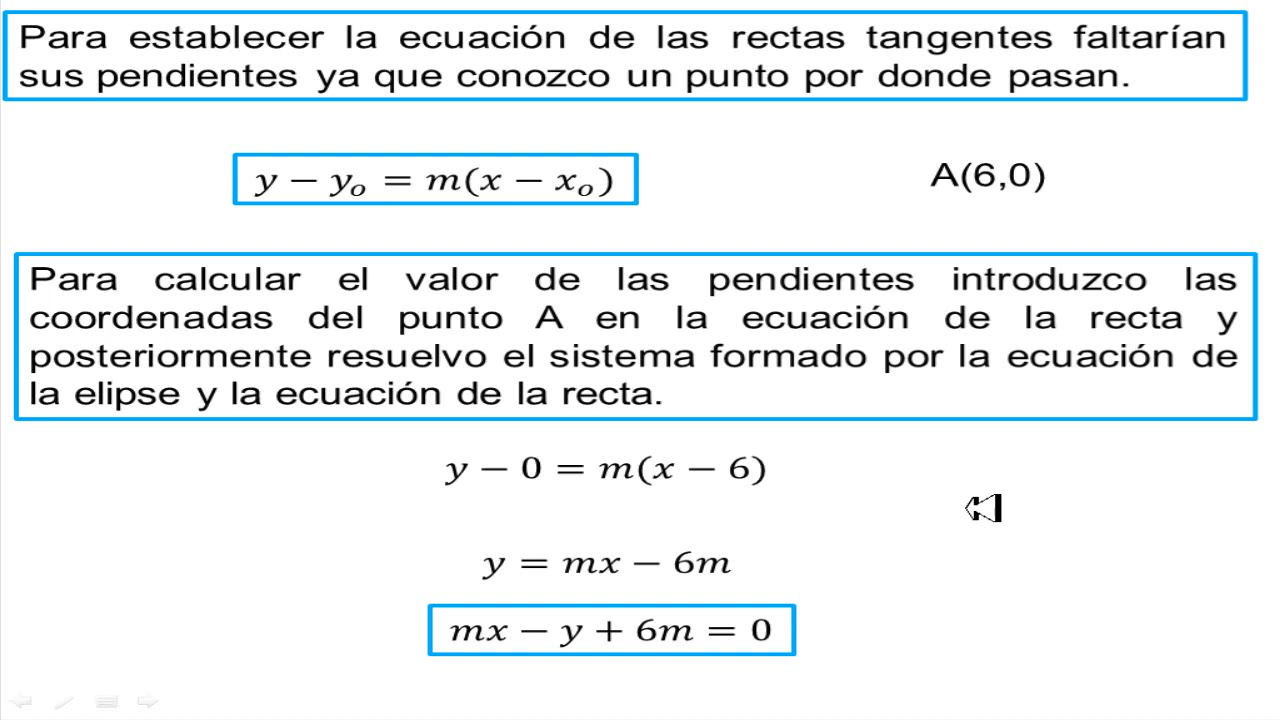 Para establecer la ecuación de las rectas tangentes faltarían
sus pendientes ya que conozco un punto por donde pasan.
y − yₒ = m(x − xₒ)
A(6,0)
Para calcular el valor de las pendientes introduzco las
coordenadas del punto A en la ecuación de la recta y
posteriormente resuelvo el sistema formado por la ecuación de
la elipse y la ecuación de la recta.
y − 0 = m(x − 6)
y = mx − 6m
mx − y + 6m = 0